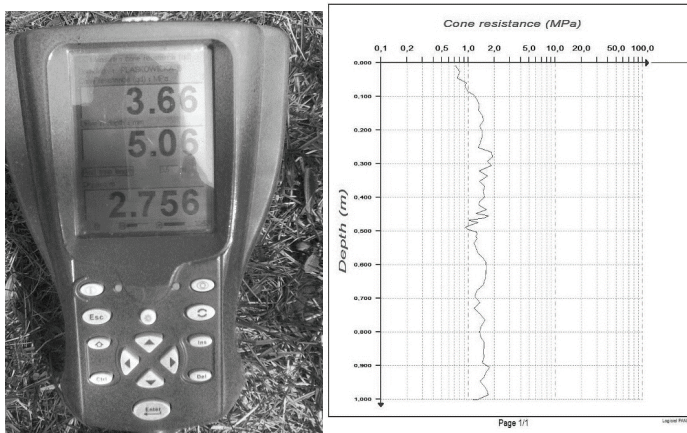 3.66
5.06
2.756
Esc
Ins
Ctrl
Del
Enter
Cone resistance (MPa)
0,1 0,2 0,5 1,0 2,0 5,0 10,0 20,0 50,0 100,0
Depth (m)
0,000
0,100
0,200
0,300
0,400
0,500
0,600
0,700
0,800
0,900
1,000
Page 1/1